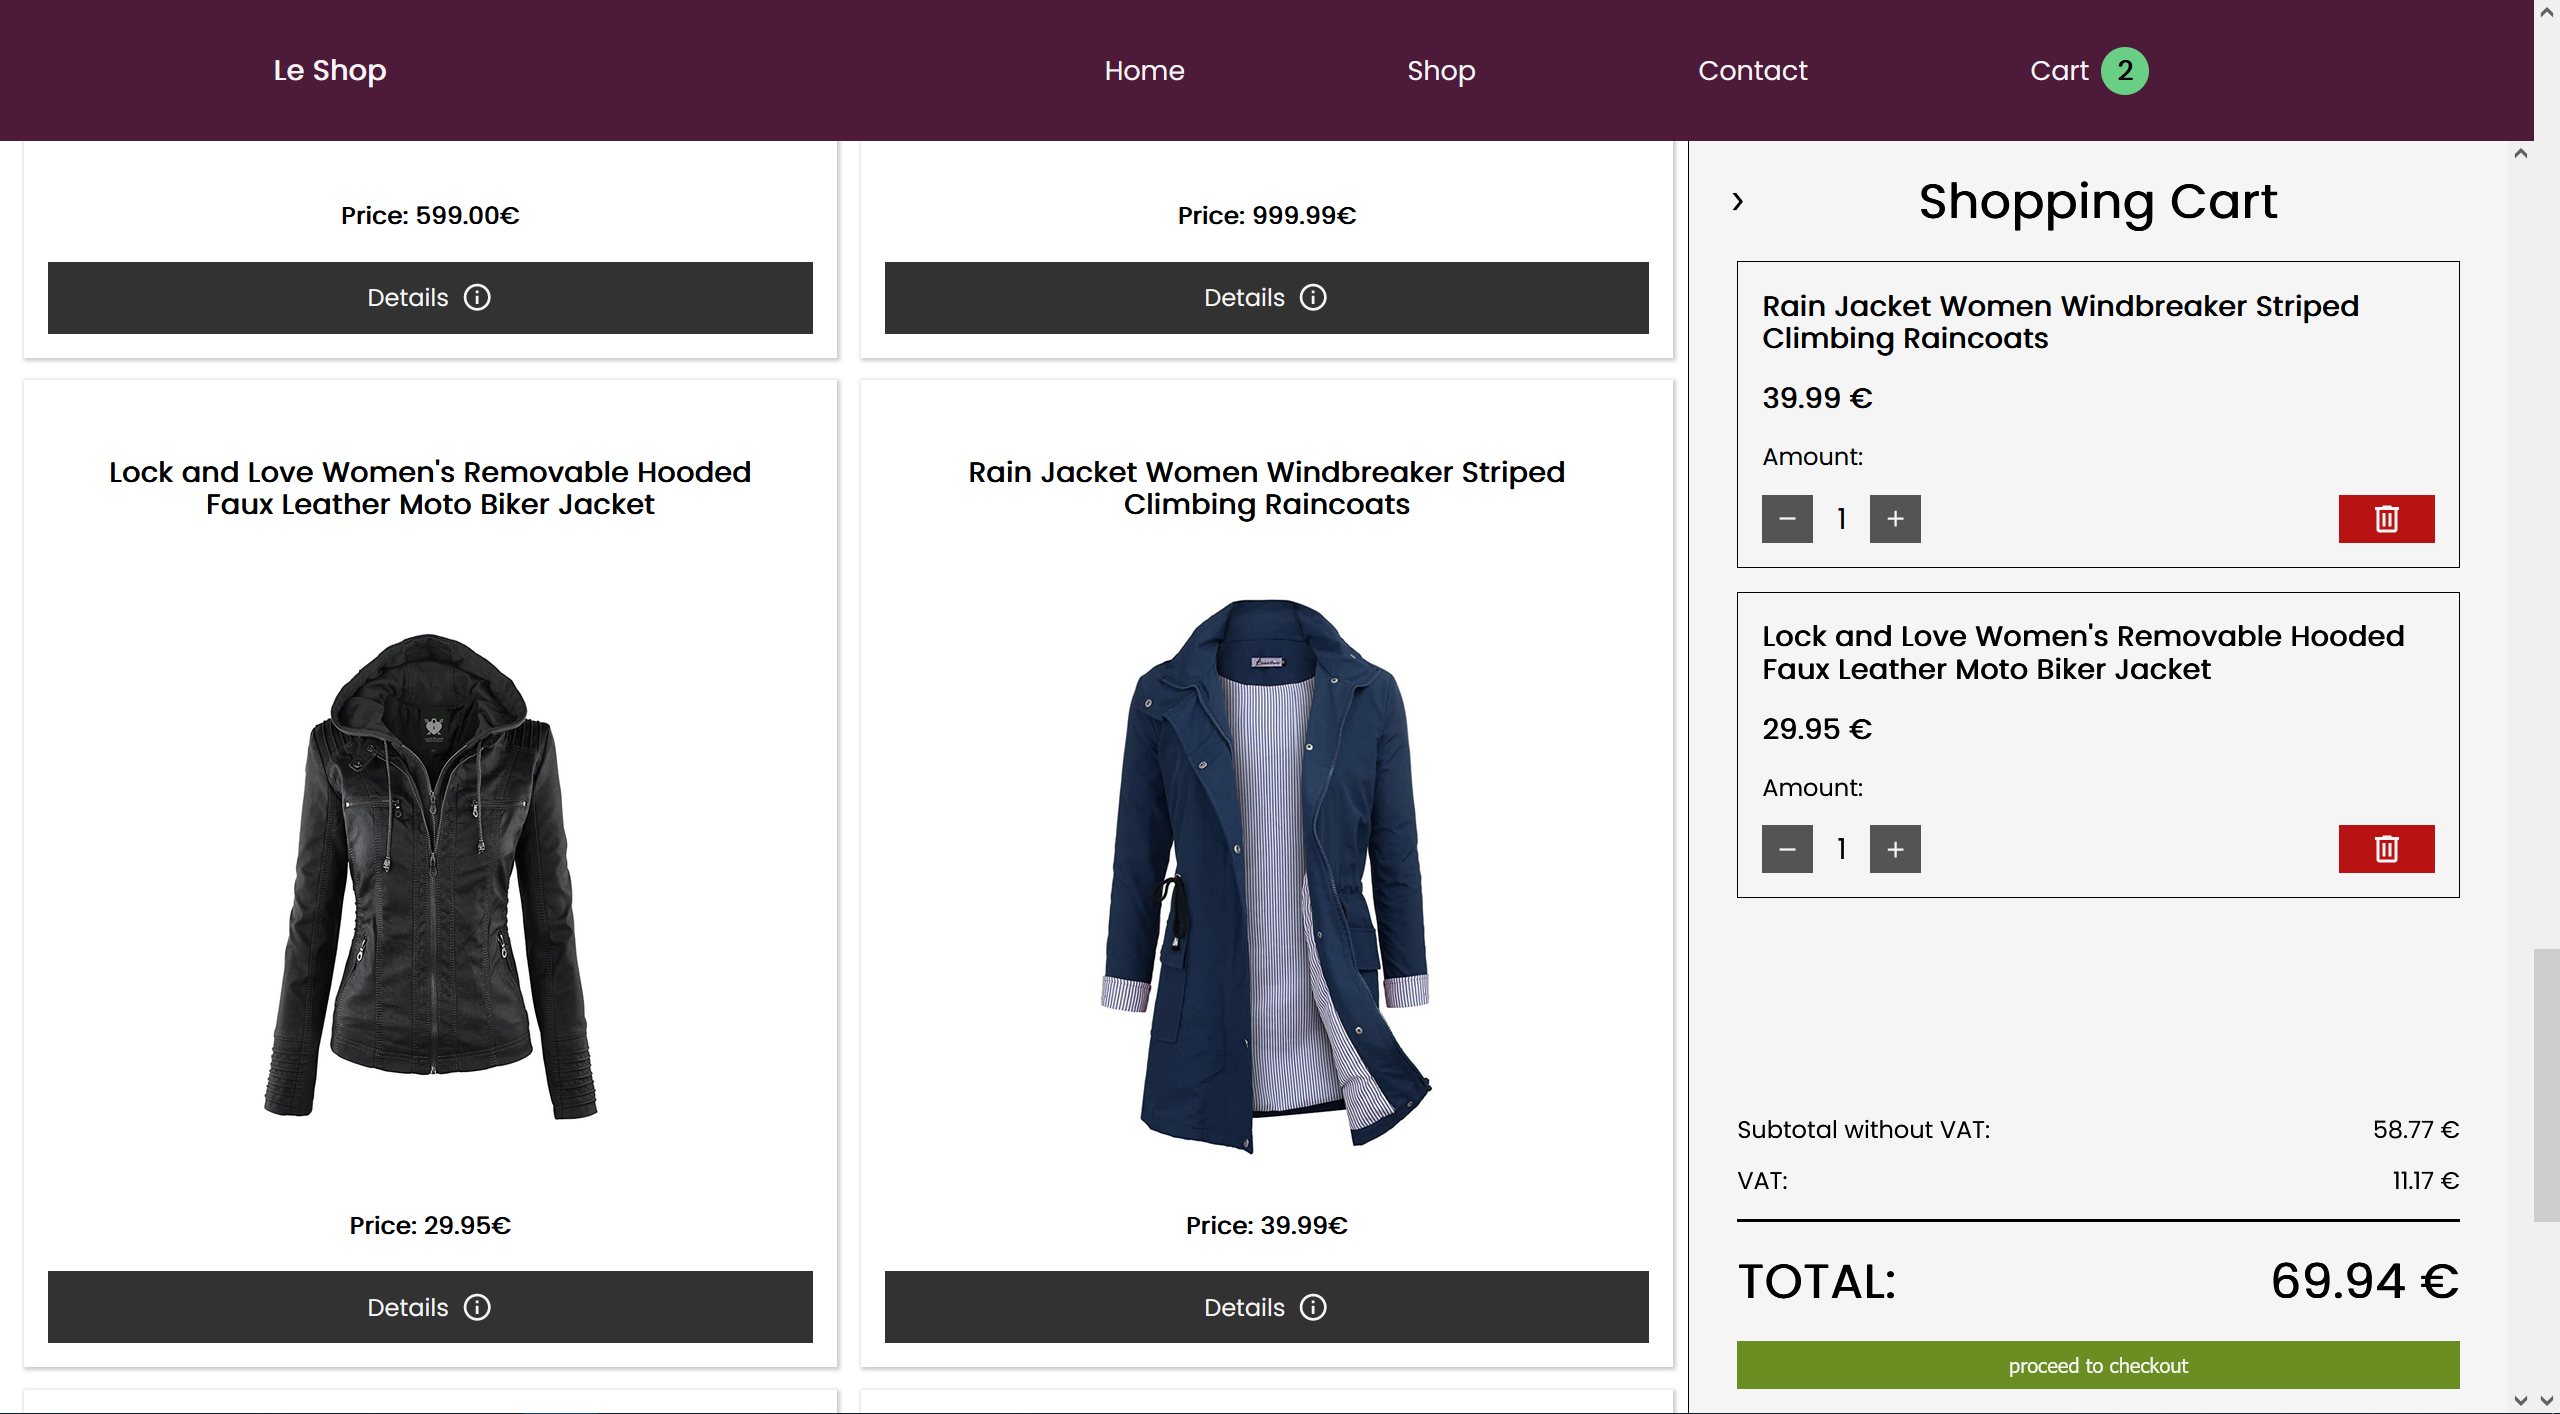 Le Shop
Home
Shop
Contact
Cart 2
Price: 599.00€
Details
Price: 999.99€
Details
Lock and Love Women's Removable Hooded
Faux Leather Moto Biker Jacket
Price: 29.95€
Details
Rain Jacket Women Windbreaker Striped
Climbing Raincoats
Price: 39.99€
Details
Shopping Cart
Rain Jacket Women Windbreaker Striped
Climbing Raincoats
39.99 €
Amount:
1
Lock and Love Women's Removable Hooded
Faux Leather Moto Biker Jacket
29.95 €
Amount:
1
Subtotal without VAT: 58.77 €
VAT: 11.17 €
TOTAL: 69.94 €
proceed to checkout